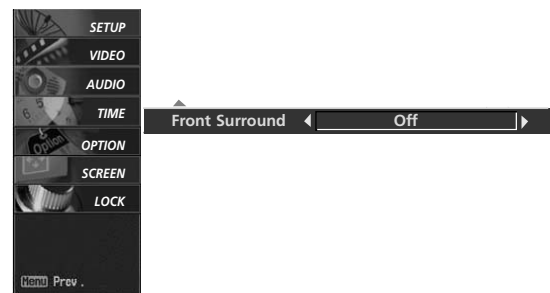 SETUP
VIDEO
AUDIO
TIME
OPTION
SCREEN
LOCK
Front Surround Off
Menu Prev.